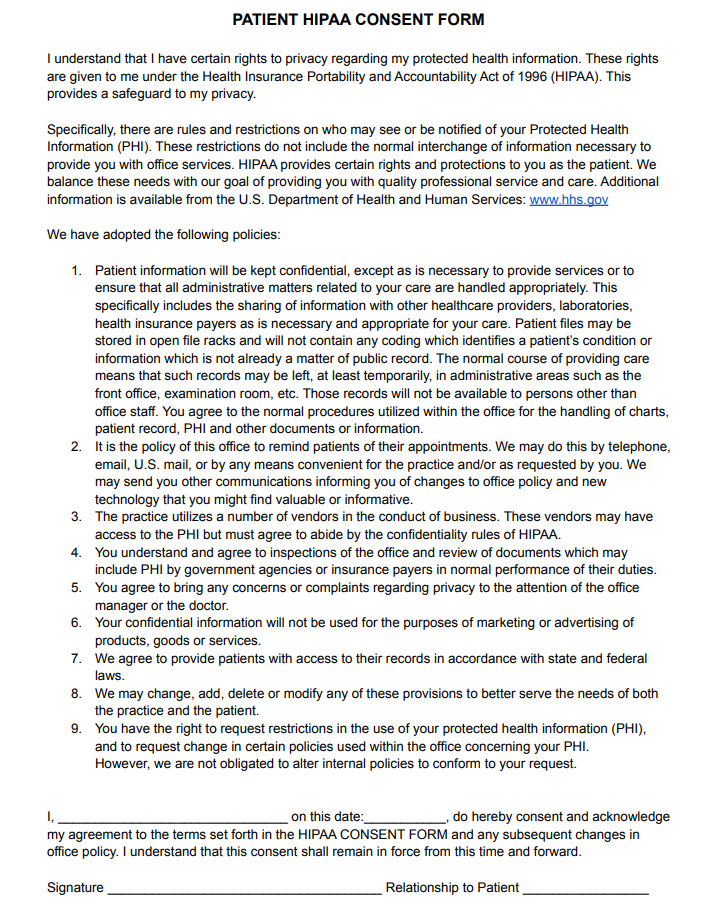 PATIENT HIPAA CONSENT FORM
I understand that I have certain rights to privacy regarding my protected health information. These rights
are given to me under the Health Insurance Portability and Accountability Act of 1996 (HIPAA). This
provides a safeguard to my privacy.
Specifically, there are rules and restrictions on who may see or be notified of your Protected Health
Information (PHI). These restrictions do not include the normal interchange of information necessary to
provide you with office services. HIPAA provides certain rights and protections to you as the patient. We
balance these needs with our goal of providing you with quality professional service and care. Additional
information is available from the U.S. Department of Health and Human Services: www.hhs.gov
We have adopted the following policies:
1. Patient information will be kept confidential, except as is necessary to provide services or to
ensure that all administrative matters related to your care are handled appropriately. This
specifically includes the sharing of information with other healthcare providers, laboratories,
health insurance payers as is necessary and appropriate for your care. Patient files may be
stored in open file racks and will not contain any coding which identifies a patient's condition or
information which is not already a matter of public record. The normal course of providing care
means that such records may be left, at least temporarily, in administrative areas such as the
front office, examination room, etc. Those records will not be available to persons other than
office staff. You agree to the normal procedures utilized within the office for the handling of charts,
patient record, PHI and other documents or information.
2. It is the policy of this office to remind patients of their appointments. We may do this by telephone,
email, U.S. mail, or by any means convenient for the practice and/or as requested by you. We
may send you other communications informing you of changes to office policy and new
technology that you might find valuable or informative.
3. The practice utilizes a number of vendors in the conduct of business. These vendors may have
access to the PHI but must agree to abide by the confidentiality rules of HIPAA.
4. You understand and agree to inspections of the office and review of documents which may
include PHI by government agencies or insurance payers in normal performance of their duties.
5. You agree to bring any concerns or complaints regarding privacy to the attention of the office
manager or the doctor.
6. Your confidential information will not be used for the purposes of marketing or advertising of
products, goods or services.
7. We agree to provide patients with access to their records in accordance with state and federal
laws.
8. We may change, add, delete or modify any of these provisions to better serve the needs of both
the practice and the patient.
9. You have the right to request restrictions in the use of your protected health information (PHI),
and to request change in certain policies used within the office concerning your PHI.
However, we are not obligated to alter internal policies to conform to your request.
I, _______________________________ on this date:___________, do hereby consent and acknowledge
my agreement to the terms set forth in the HIPAA CONSENT FORM and any subsequent changes in
office policy. I understand that this consent shall remain in force from this time and forward.
Signature _____________________________________ Relationship to Patient _________________